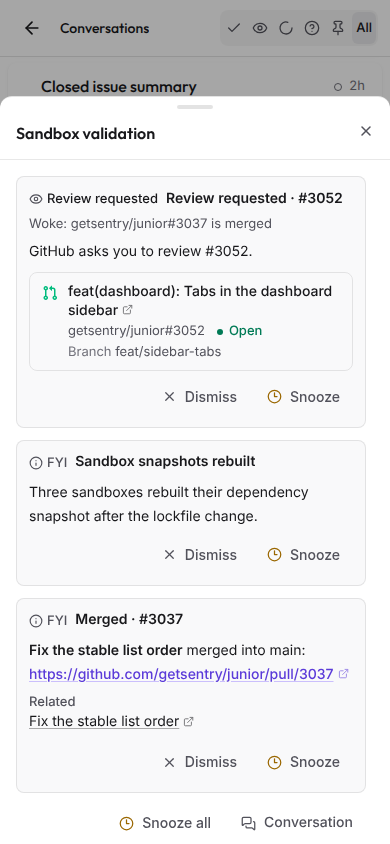 Conversations
All
Closed issue summary
2h
Sandbox validation
Review requested Review requested · #3052
Woke: getsentry/junior#3037 is merged
GitHub asks you to review #3052.
feat(dashboard): Tabs in the dashboard
sidebar
getsentry/junior#3052 Open
Branch feat/sidebar-tabs
Dismiss Snooze
FYI Sandbox snapshots rebuilt
Three sandboxes rebuilt their dependency
snapshot after the lockfile change.
Dismiss Snooze
FYI Merged · #3037
Fix the stable list order merged into main:
https://github.com/getsentry/junior/pull/3037
Related
Fix the stable list order
Dismiss Snooze
Snooze all Conversation